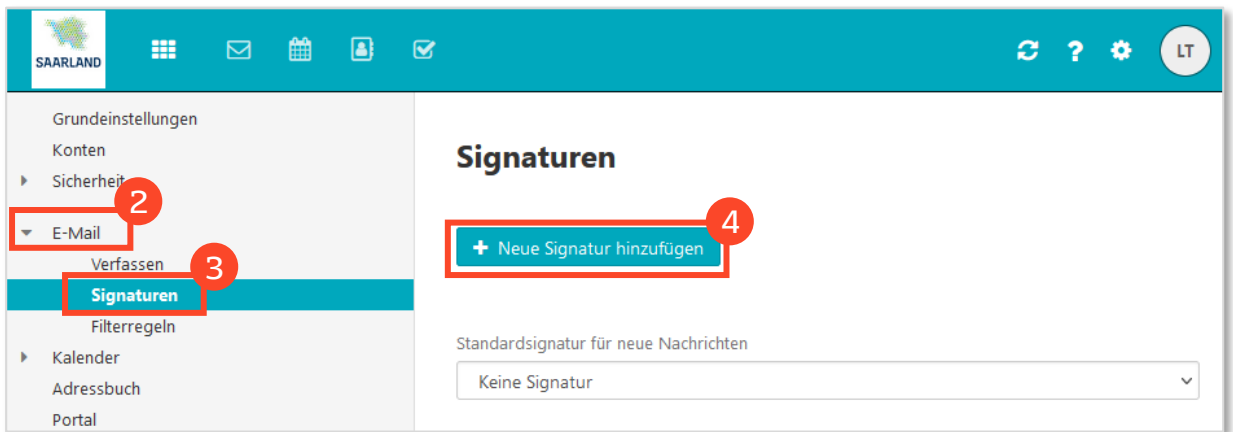 SAARLAND
?
LT
Grundeinstellungen
Konten
Sicherheit
2
E-Mail
Verfassen
3
Signaturen
Filterregeln
Kalender
Adressbuch
Portal
Signaturen
4
+ Neue Signatur hinzufügen
Standardsignatur für neue Nachrichten
Keine Signatur